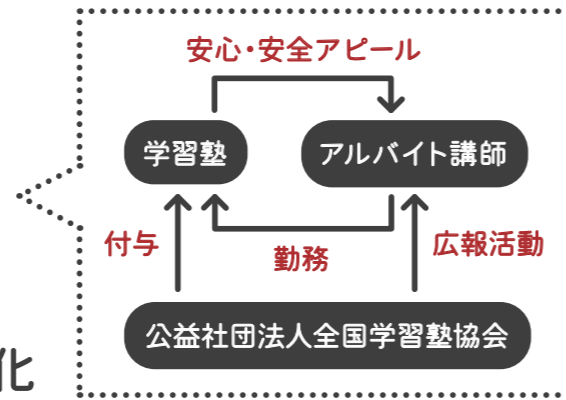 安心・安全アピール
学習塾
アルバイト講師
付与
勤務
広報活動
公益社団法人全国学習塾協会
化